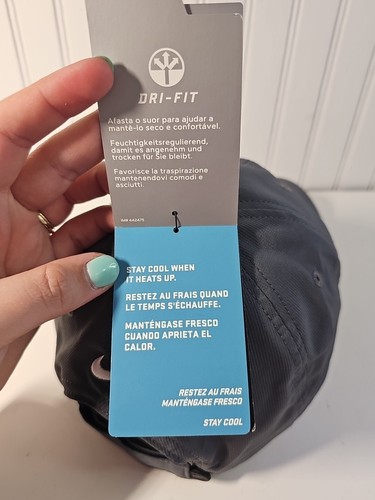 DRI-FIT
Afasta o suor para ajudar a
mantê-lo seco e confortável.
Feuchtigkeitsregulierend,
damit es angenehm und
trocken für Sie bleibt.
Favorisce la traspirazione
mantenendovi comodi e
asciutti.
STAY COOL WHEN
IT HEATS UP.
RESTEZ AU FRAIS QUAND
LE TEMPS S'ÉCHAUFFE.
MANTÉNGASE FRESCO
CUANDO APRIETA EL
CALOR.
RESTEZ AU FRAIS
MANTÉNGASE FRESCO
STAY COOL